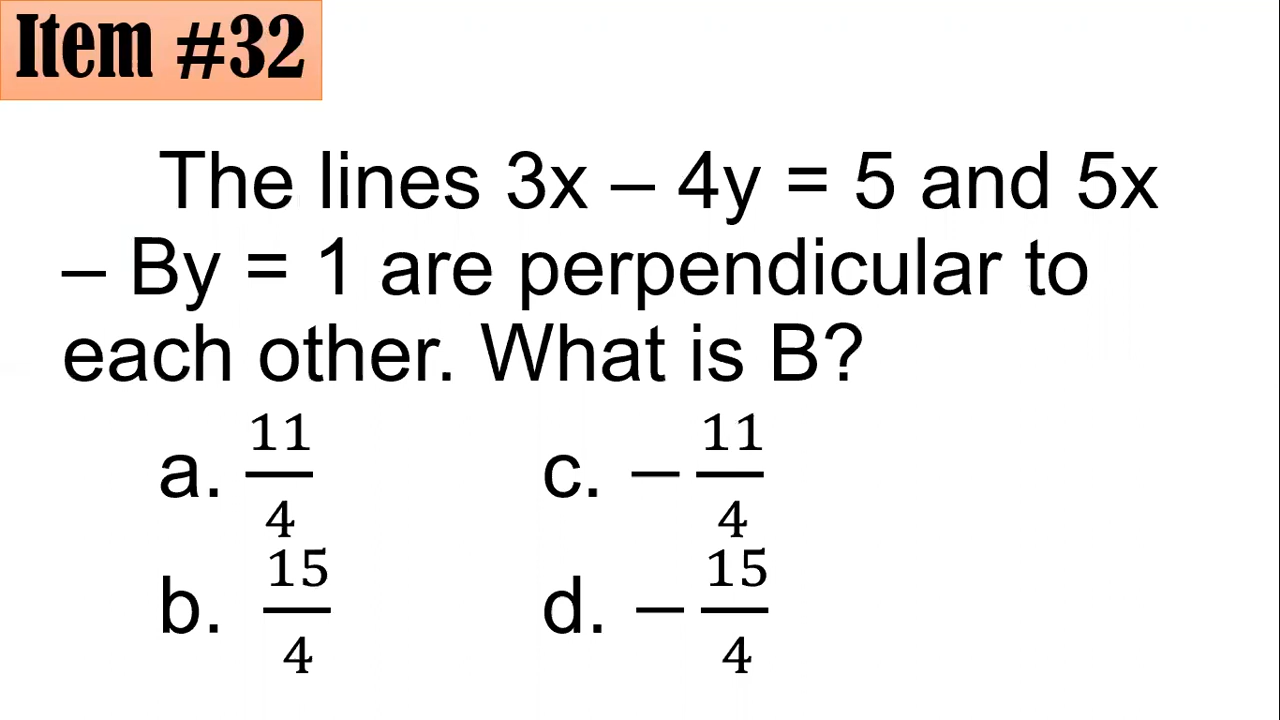 Item #32
The lines 3x – 4y = 5 and 5x
– By = 1 are perpendicular to
each other. What is B?
a. 11/4 c. – 11/4
b. 15/4 d. – 15/4